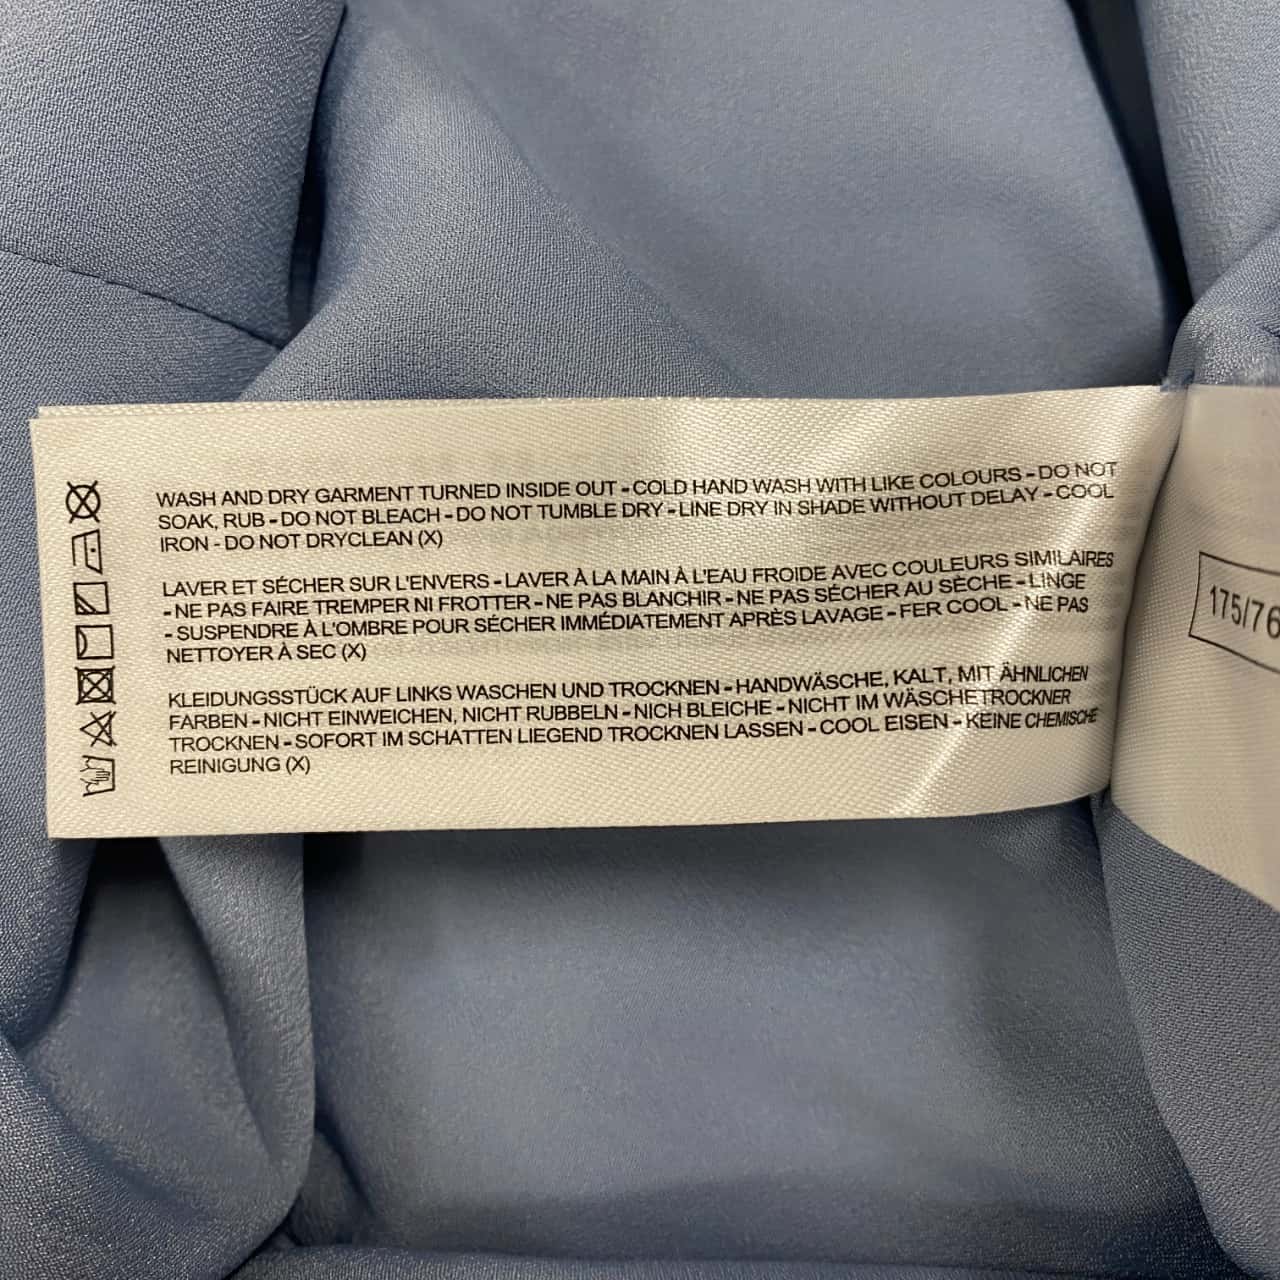 WASH AND DRY GARMENT TURNED INSIDE OUT - COLD HAND WASH WITH LIKE COLOURS - DO NOT
SOAK, RUB - DO NOT BLEACH - DO NOT TUMBLE DRY - LINE DRY IN SHADE WITHOUT DELAY - COOL
IRON - DO NOT DRYCLEAN (X)
LAVER ET SÉCHER SUR L'ENVERS - LAVER À LA MAIN À L'EAU FROIDE AVEC COULEURS SIMILAIRES
- NE PAS FAIRE TREMPER NI FROTTER - NE PAS BLANCHIR - NE PAS SÉCHER AU SÈCHE - LINGE
- SUSPENDRE À L'OMBRE POUR SÉCHER IMMÉDIATEMENT APRÈS LAVAGE - FER COOL - NE PAS
NETTOYER À SEC (X)
KLEIDUNGSSTÜCK AUF LINKS WASCHEN UND TROCKNEN - HANDWÄSCHE, KALT, MIT ÄHNLICHEN
FARBEN - NICHT EINWEICHEN, NICHT RUBBELN - NICH BLEICHE - NICHT IM WÄSCHETROCKNER
TROCKNEN - SOFORT IM SCHATTEN LIEGEND TROCKNEN LASSEN - COOL EISEN - KEINE CHEMISCHE
REINIGUNG (X)
175/76